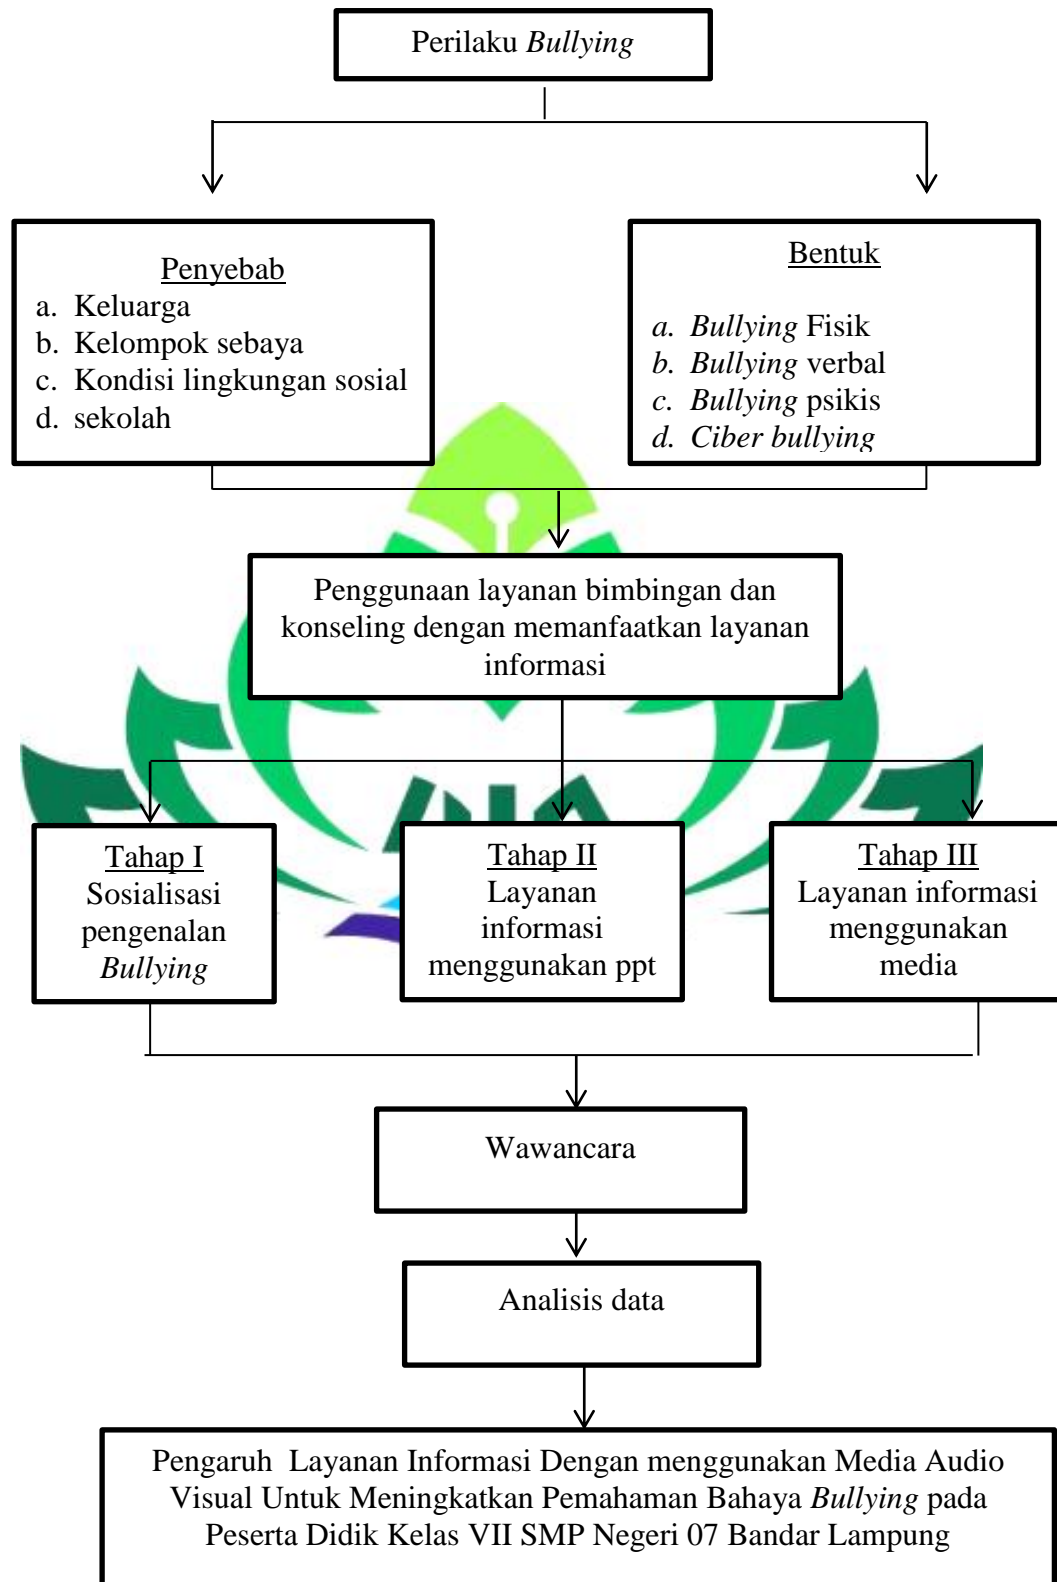 Perilaku Bullying
Penyebab
a. Keluarga
b. Kelompok sebaya
c. Kondisi lingkungan sosial
d. sekolah
Bentuk
a. Bullying Fisik
b. Bullying verbal
c. Bullying psikis
d. Ciber bullying
Penggunaan layanan bimbingan dan
konseling dengan memanfaatkan layanan
informasi
Tahap I
Sosialisasi
pengenalan
Bullying
Tahap II
Layanan
informasi
menggunakan ppt
Tahap III
Layanan informasi
menggunakan
media
Wawancara
Analisis data
Pengaruh Layanan Informasi Dengan menggunakan Media Audio
Visual Untuk Meningkatkan Pemahaman Bahaya Bullying pada
Peserta Didik Kelas VII SMP Negeri 07 Bandar Lampung